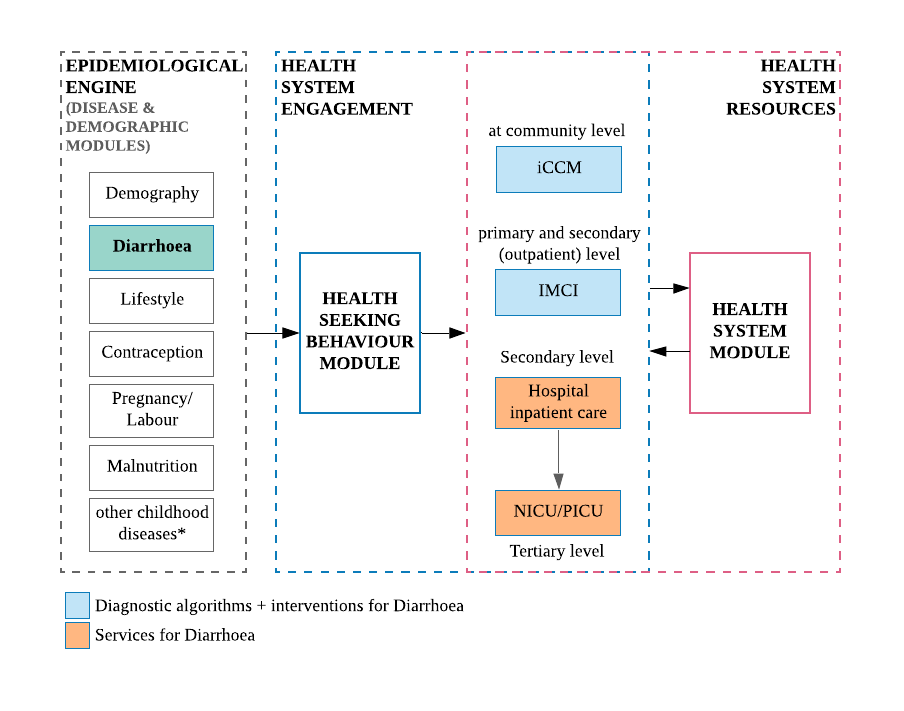 EPIDEMIOLOGICAL
ENGINE
(DISEASE &
DEMOGRAPHIC
MODULES)
Demography
Diarrhoea
Lifestyle
Contraception
Pregnancy/
Labour
Malnutrition
other childhood
diseases*
HEALTH
SYSTEM
ENGAGEMENT
HEALTH
SEEKING
BEHAVIOUR
MODULE
at community level
iCCM
primary and secondary
(outpatient) level
IMCI
Secondary level
Hospital
inpatient care
NICU/PICU
Tertiary level
HEALTH
SYSTEM
RESOURCES
HEALTH
SYSTEM
MODULE
Diagnostic algorithms + interventions for Diarrhoea
Services for Diarrhoea